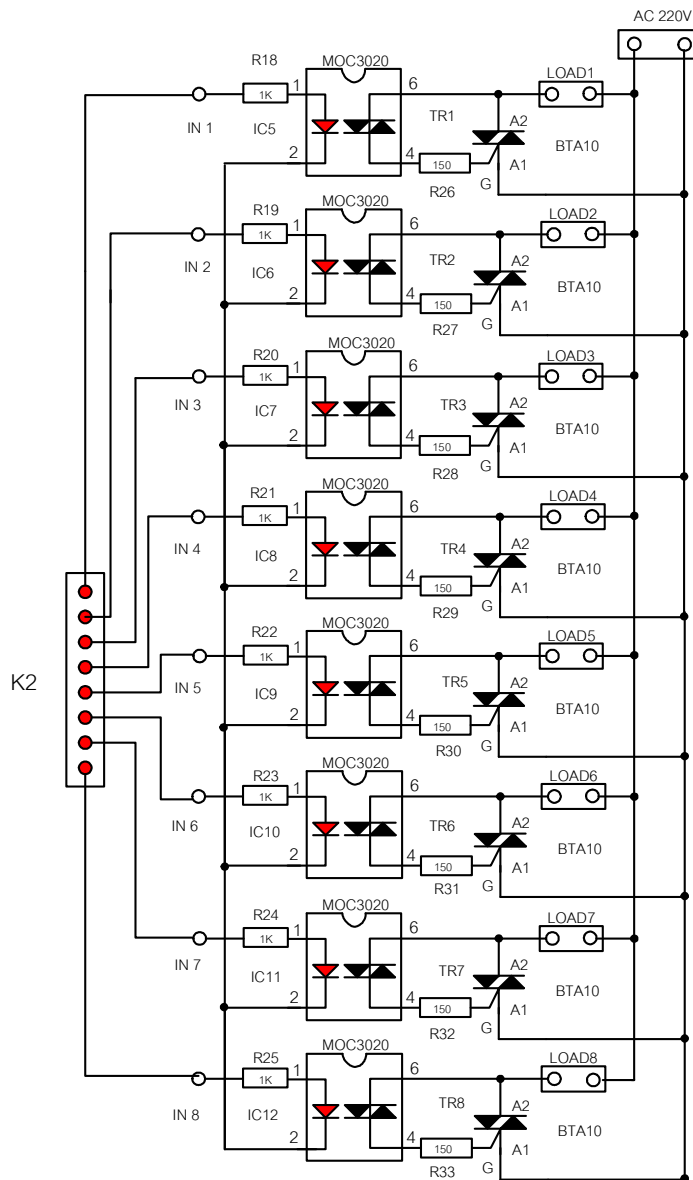 AC 220V
R18
MOC3020
LOAD1
1K
1
6
TR1
A2
IN 1
IC5
BTA10
2
4
150
A1
R26
G
R19
MOC3020
LOAD2
1K
1
6
TR2
A2
IN 2
IC6
BTA10
2
4
150
A1
R27
G
R20
MOC3020
LOAD3
1K
1
6
TR3
A2
IN 3
IC7
BTA10
2
4
150
A1
R28
G
R21
MOC3020
LOAD4
1K
1
6
TR4
A2
IN 4
IC8
BTA10
2
4
150
A1
R29
G
K2
R22
MOC3020
LOAD5
1K
1
6
TR5
A2
IN 5
IC9
BTA10
2
4
150
A1
R30
G
R23
MOC3020
LOAD6
1K
1
6
TR6
A2
IN 6
IC10
BTA10
2
4
150
A1
R31
G
R24
MOC3020
LOAD7
1K
1
6
TR7
A2
IN 7
IC11
BTA10
2
4
150
A1
R32
G
R25
MOC3020
LOAD8
1K
1
6
TR8
A2
IN 8
IC12
BTA10
2
4
150
A1
R33
G